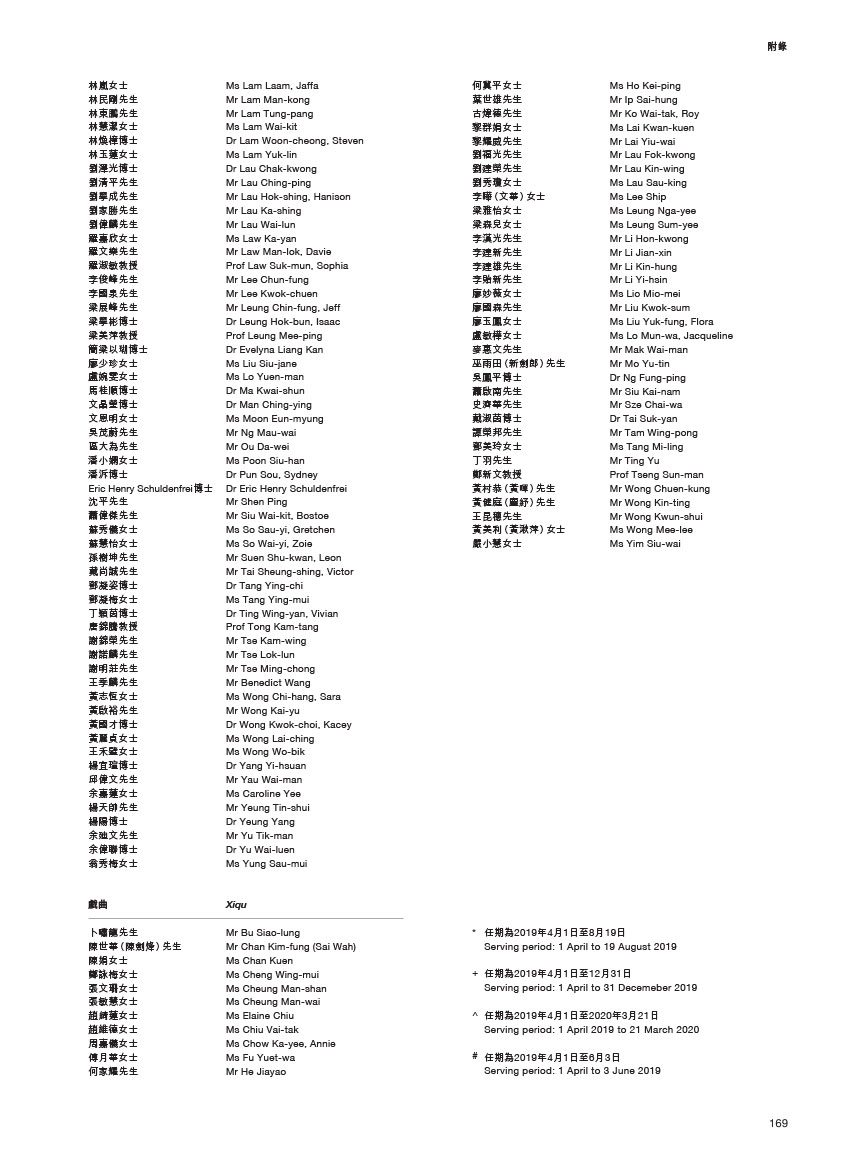 附錄
林嵐女士 Ms Lam Laam, Jaffa
林民剛先生 Mr Lam Man-kong
林東鵬先生 Mr Lam Tung-pang
林慧潔女士 Ms Lam Wai-kit
林煥樟博士 Dr Lam Woon-cheong, Steven
林玉蓮女士 Ms Lam Yuk-lin
劉澤光博士 Dr Lau Chak-kwong
劉清平先生 Mr Lau Ching-ping
劉學成先生 Mr Lau Hok-shing, Hanison
劉家勝先生 Mr Lau Ka-shing
劉偉麟先生 Mr Lau Wai-lun
羅嘉欣女士 Ms Law Ka-yan
羅文樂先生 Mr Law Man-lok, Davie
羅淑敏教授 Prof Law Suk-mun, Sophia
李俊峰先生 Mr Lee Chun-fung
李國泉先生 Mr Lee Kwok-chuen
梁展峰先生 Mr Leung Chin-fung, Jeff
梁學彬博士 Dr Leung Hok-bun, Isaac
梁美萍教授 Prof Leung Mee-ping
簡梁以瑚博士 Dr Evelyna Liang Kan
廖少珍女士 Ms Liu Siu-jane
盧婉雯女士 Ms Lo Yuen-man
馬桂順博士 Dr Ma Kwai-shun
文晶瑩博士 Dr Man Ching-ying
文恩明女士 Ms Moon Eun-myung
吳茂蔚先生 Mr Ng Mau-wai
區大為先生 Mr Ou Da-wei
潘小嫻女士 Ms Poon Siu-han
潘泝博士 Dr Pun Sou, Sydney
Eric Henry Schuldenfrei博士 Dr Eric Henry Schuldenfrei
沈平先生 Mr Shen Ping
蕭偉傑先生 Mr Siu Wai-kit, Bostoe
蘇秀儀女士 Ms So Sau-yi, Gretchen
蘇慧怡女士 Ms So Wai-yi, Zoie
孫樹坤先生 Mr Suen Shu-kwan, Leon
戴尚誠先生 Mr Tai Sheung-shing, Victor
鄧凝姿博士 Dr Tang Ying-chi
鄧凝梅女士 Ms Tang Ying-mui
丁穎茵博士 Dr Ting Wing-yan, Vivian
唐錦騰教授 Prof Tong Kam-tang
謝錦榮先生 Mr Tse Kam-wing
謝諾麟先生 Mr Tse Lok-lun
謝明莊先生 Mr Tse Ming-chong
王季麟先生 Mr Benedict Wang
黃志恆女士 Ms Wong Chi-hang, Sara
黃啟裕先生 Mr Wong Kai-yu
黃國才博士 Dr Wong Kwok-choi, Kacey
黃麗貞女士 Ms Wong Lai-ching
王禾璧女士 Ms Wong Wo-bik
楊宜瑄博士 Dr Yang Yi-hsuan
邱偉文先生 Mr Yau Wai-man
余嘉蓮女士 Ms Caroline Yee
楊天帥先生 Mr Yeung Tin-shui
楊陽博士 Dr Yeung Yang
余廸文先生 Mr Yu Tik-man
余偉聯博士 Dr Yu Wai-luen
翁秀梅女士 Ms Yung Sau-mui
戲曲 Xiqu
卜嘯龍先生 Mr Bu Siao-lung
陳世華（陳劍烽）先生 Mr Chan Kim-fung (Sai Wah)
陳娟女士 Ms Chan Kuen
鄭詠梅女士 Ms Cheng Wing-mui
張文珊女士 Ms Cheung Man-shan
張敏慧女士 Ms Cheung Man-wai
趙綺蓮女士 Ms Elaine Chiu
趙維德女士 Ms Chiu Vai-tak
周嘉儀女士 Ms Chow Ka-yee, Annie
傅月華女士 Ms Fu Yuet-wa
何家耀先生 Mr He Jiayao
何冀平女士 Ms Ho Kei-ping
葉世雄先生 Mr Ip Sai-hung
古煒德先生 Mr Ko Wai-tak, Roy
黎群娟女士 Ms Lai Kwan-kuen
黎耀威先生 Mr Lai Yiu-wai
劉福光先生 Mr Lau Fok-kwong
劉建榮先生 Mr Lau Kin-wing
劉秀瓊女士 Ms Lau Sau-king
李曄（文華）女士 Ms Lee Ship
梁雅怡女士 Ms Leung Nga-yee
梁森兒女士 Ms Leung Sum-yee
李漢光先生 Mr Li Hon-kwong
李建新先生 Mr Li Jian-xin
李建雄先生 Mr Li Kin-hung
李貽新先生 Mr Li Yi-hsin
廖妙薇女士 Ms Lio Mio-mei
廖國森先生 Mr Liu Kwok-sum
廖玉鳳女士 Ms Liu Yuk-fung, Flora
盧敏樺女士 Ms Lo Mun-wa, Jacqueline
麥惠文先生 Mr Mak Wai-man
巫雨田（新劍郎）先生 Mr Mo Yu-tin
吳鳳平博士 Dr Ng Fung-ping
蕭啟南先生 Mr Siu Kai-nam
史濟華先生 Mr Sze Chai-wa
戴淑茵博士 Dr Tai Suk-yan
譚榮邦先生 Mr Tam Wing-pong
鄧美玲女士 Ms Tang Mi-ling
丁羽先生 Mr Ting Yu
鄭新文教授 Prof Tseng Sun-man
黃村恭（黃暉）先生 Mr Wong Chuen-kung
黃健庭（龐紓）先生 Mr Wong Kin-ting
王昆穗先生 Mr Wong Kwun-shui
黃美利（黃湫萍）女士 Ms Wong Mee-lee
嚴小慧女士 Ms Yim Siu-wai
* 任期為2019年4月1日至8月19日
Serving period: 1 April to 19 August 2019
+ 任期為2019年4月1日至12月31日
Serving period: 1 April to 31 Decemeber 2019
^ 任期為2019年4月1日至2020年3月21日
Serving period: 1 April 2019 to 21 March 2020
# 任期為2019年4月1日至6月3日
Serving period: 1 April to 3 June 2019
169